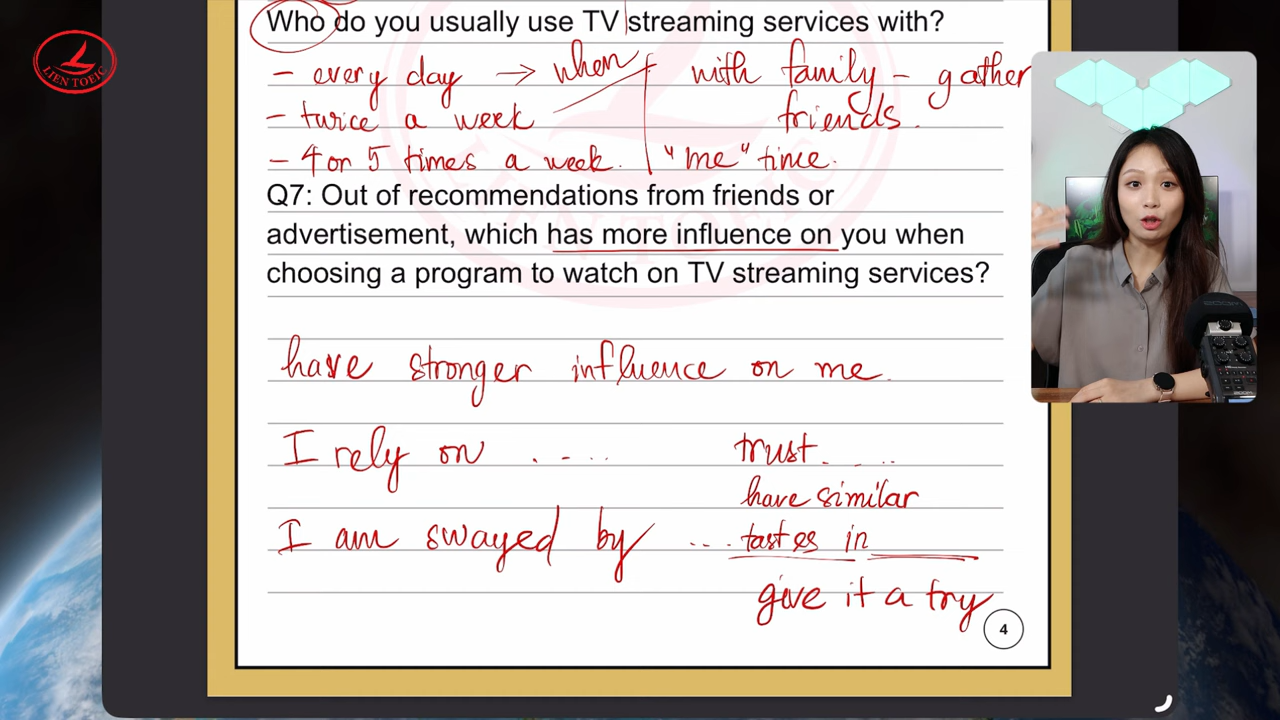 Who do you usually use TV streaming services with?
- every day → when with family - gather
- twice a week friends.
- 4 or 5 times a week. "me" time.
Q7: Out of recommendations from friends or
advertisement, which has more influence on you when
choosing a program to watch on TV streaming services?
have stronger influence on me.
I rely on .... trust.....
have similar
I am swayed by ... tastes in
give it a try
4
LIEN TOEIC